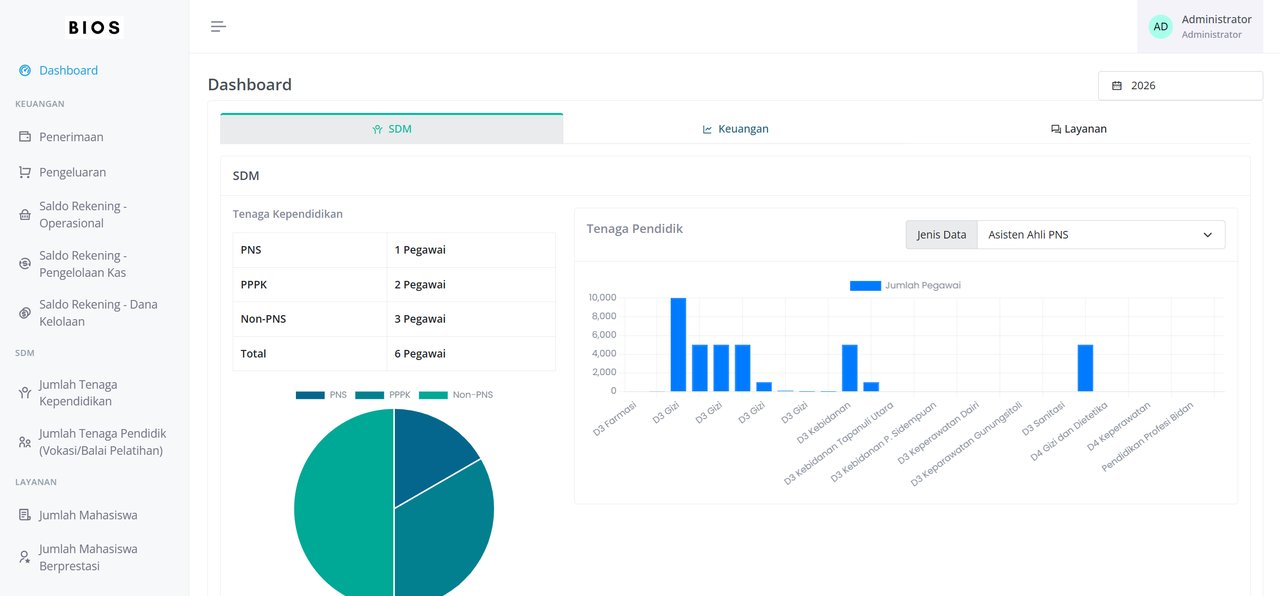 BIOS
AD
Administrator
Administrator
Dashboard
KEUANGAN
Penerimaan
Pengeluaran
Saldo Rekening -
Operasional
Saldo Rekening -
Pengelolaan Kas
Saldo Rekening - Dana
Kelolaan
SDM
Jumlah Tenaga
Kependidikan
Jumlah Tenaga Pendidik
(Vokasi/Balai Pelatihan)
LAYANAN
Jumlah Mahasiswa
Jumlah Mahasiswa
Berprestasi
Dashboard
2026
SDM
Keuangan
Layanan
SDM
Tenaga Kependidikan
PNS 1 Pegawai
PPPK 2 Pegawai
Non-PNS 3 Pegawai
Total 6 Pegawai
PNS PPPK Non-PNS
Tenaga Pendidik
Jenis Data Asisten Ahli PNS
Jumlah Pegawai
10,000
8,000
6,000
4,000
2,000
0
D3 Farmasi
D3 Gizi
D3 Gizi
D3 Gizi
D3 Gizi
D3 Kebidanan
D3 Kebidanan Tapanuli Utara
D3 Kebidanan P. Sidempuan
D3 Keperawatan Dairi
D3 Keparawatan Gunungsitoli
D3 Sanitasi
D4 Gizi dan Dietetika
D4 Keperawatan
Pendidikan Profesi Bidan